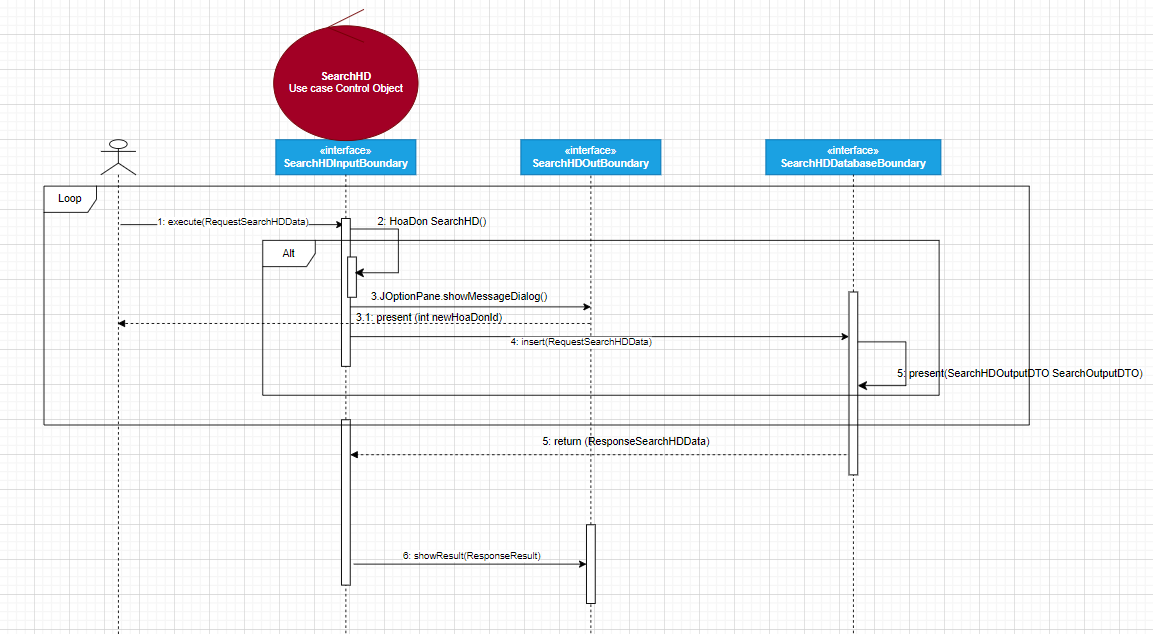 SearchHD
Use case Control Object
«interface»
SearchHDInputBoundary
«interface»
SearchHDOutBoundary
«interface»
SearchHDDatabaseBoundary
Loop
1: execute(RequestSearchHDData)
2: HoaDon SearchHD()
Alt
3.JOptionPane.showMessageDialog()
3.1: present (int newHoaDonId)
4: insert(RequestSearchHDData)
5: present(SearchHDOutputDTO SearchOutputDTO)
5: return (ResponseSearchHDData)
6: showResult(ResponseResult)